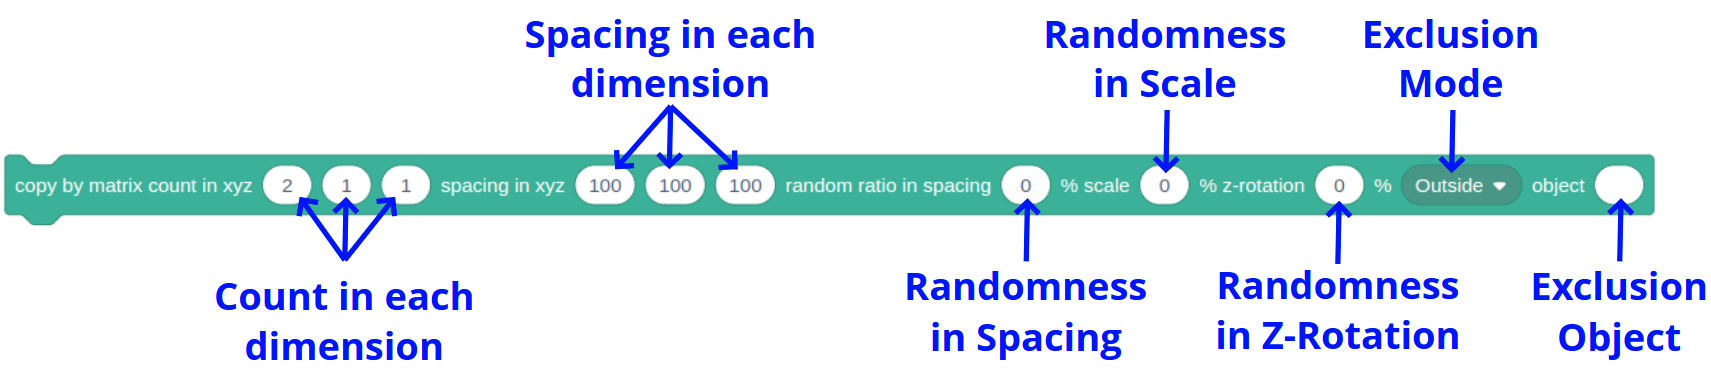 Spacing in each
dimension
Randomness
in Scale
Exclusion
Mode
copy by matrix count in xyz 2 1 1 spacing in xyz 100 100 100 random ratio in spacing 0 % scale 0 % z-rotation 0 % Outside object
Count in each
dimension
Randomness
in Spacing
Randomness
in Z-Rotation
Exclusion
Object